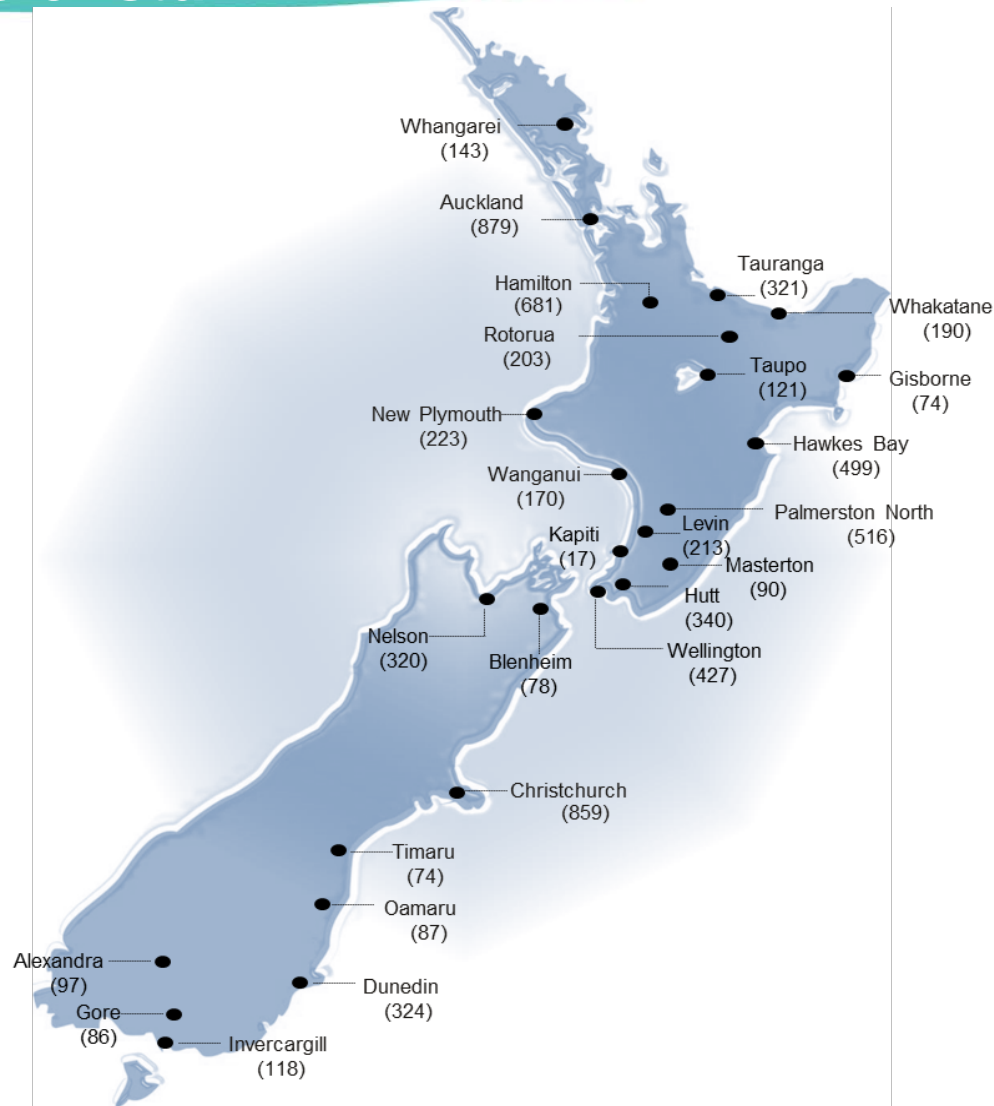 Whangarei
(143)
Auckland
(879)
Tauranga
(321)
Hamilton
(681)
Whakatane
(190)
Rotorua
(203)
Taupo
(121)
Gisborne
(74)
New Plymouth
(223)
Hawkes Bay
(499)
Wanganui
(170)
Palmerston North
(516)
Levin
(213)
Kapiti
(17)
Masterton
(90)
Hutt
(340)
Nelson
(320)
Wellington
(427)
Blenheim
(78)
Christchurch
(859)
Timaru
(74)
Oamaru
(87)
Alexandra
(97)
Dunedin
(324)
Gore
(86)
Invercargill
(118)